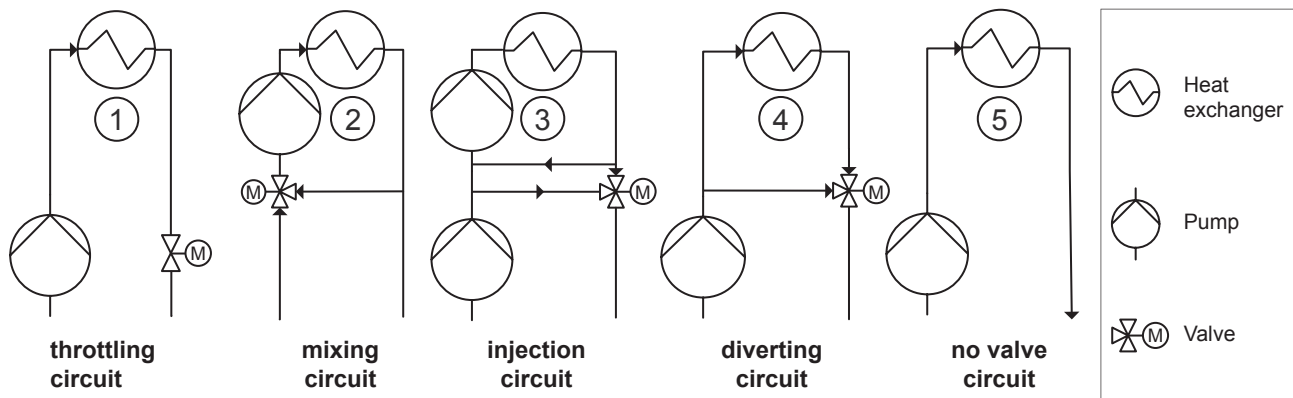 1
2
3
4
5
M
M
M
M
throttling
circuit
mixing
circuit
injection
circuit
diverting
circuit
no valve
circuit
Heat
exchanger
Pump
M
Valve